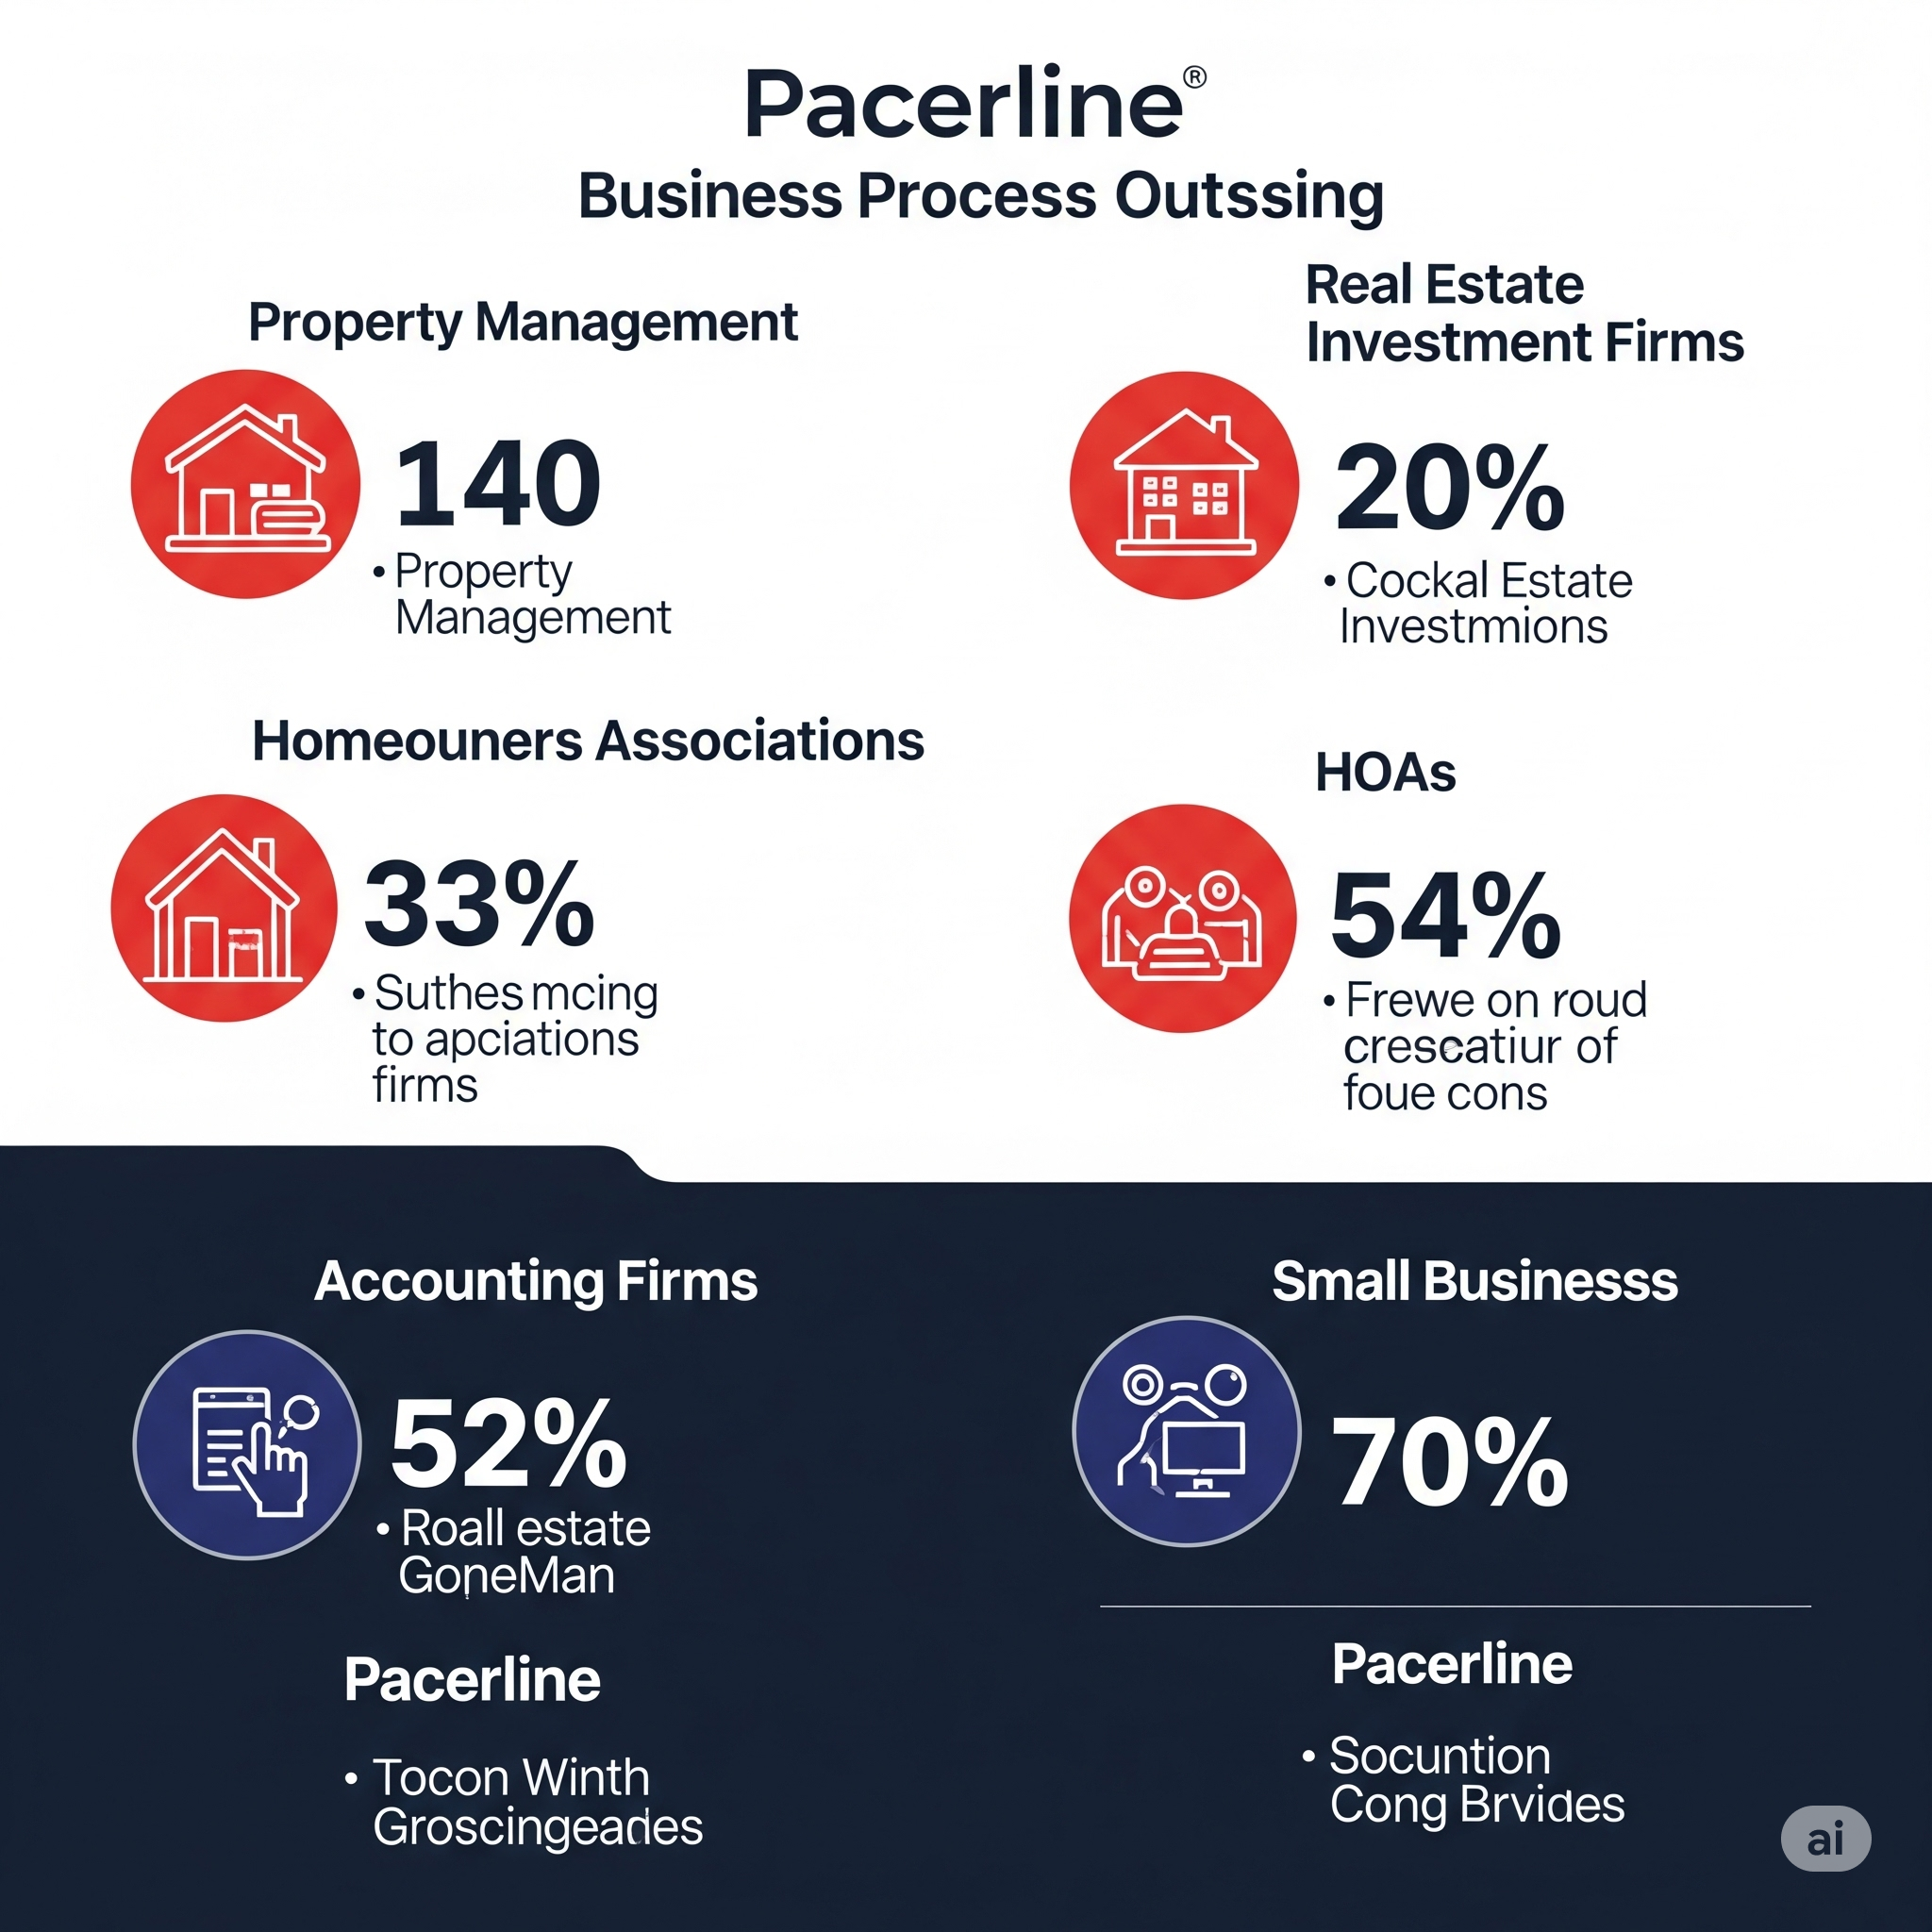 Pacerline®
Business Process Outssing
Property Management
140
• Property
Management
Real Estate
Investment Firms
20%
• Cockal Estate
Investmnions
Homeouners Associations
33%
• Suthes mcing
to apciations
firms
HOAs
54%
• Frewe on roud
crescatiur of
foue cons
Accounting Firms
52%
• Roall estate
GoneMan
Small Businesss
70%
Pacerline
• Tocon Winth
Groscingeades
Pacerline
• Socuntion
Cong Brvides
ai